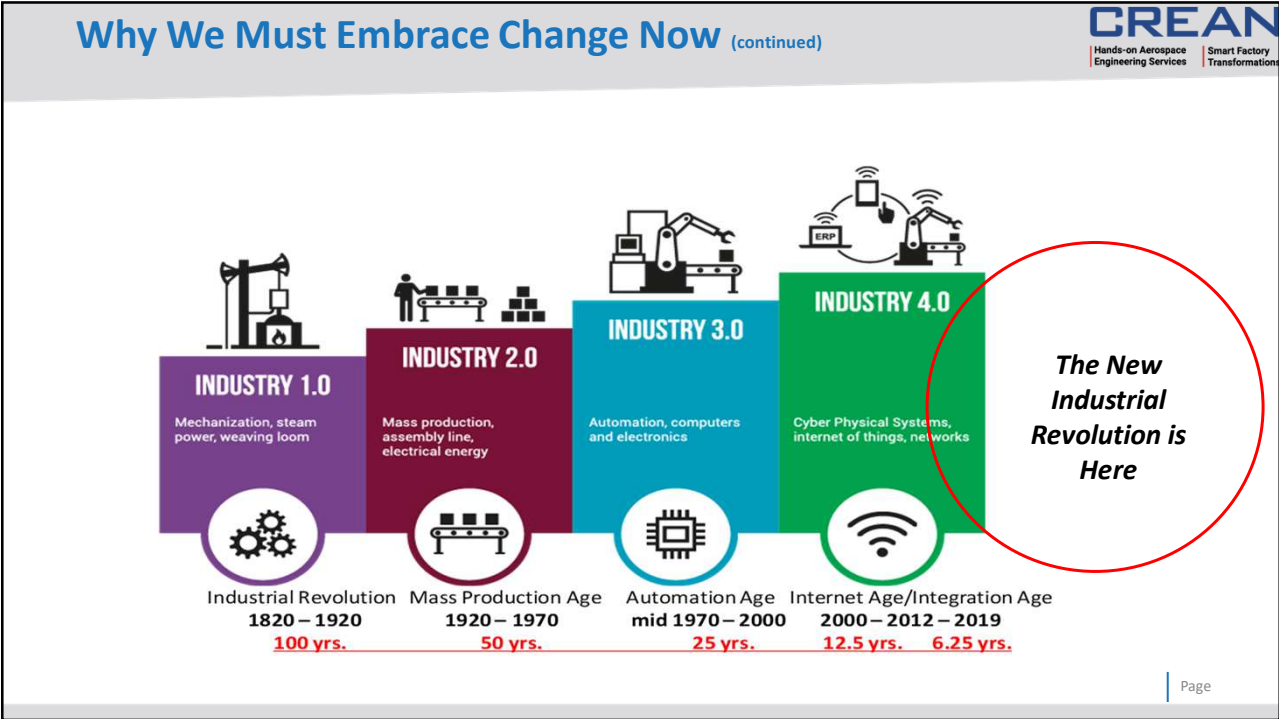 Why We Must Embrace Change Now (continued)
CREAN
Hands-on Aerospace
Engineering Services
Smart Factory
Transformations
ERP
INDUSTRY 1.0
Mechanization, steam
power, weaving loom
INDUSTRY 2.0
Mass production,
assembly line,
electrical energy
INDUSTRY 3.0
Automation, computers
and electronics
INDUSTRY 4.0
Cyber Physical Systems,
internet of things, networks
The New
Industrial
Revolution is
Here
Industrial Revolution
1820 – 1920
100 yrs.
Mass Production Age
1920 – 1970
50 yrs.
Automation Age
mid 1970 – 2000
25 yrs.
Internet Age/Integration Age
2000 – 2012 – 2019
12.5 yrs. 6.25 yrs.
Page